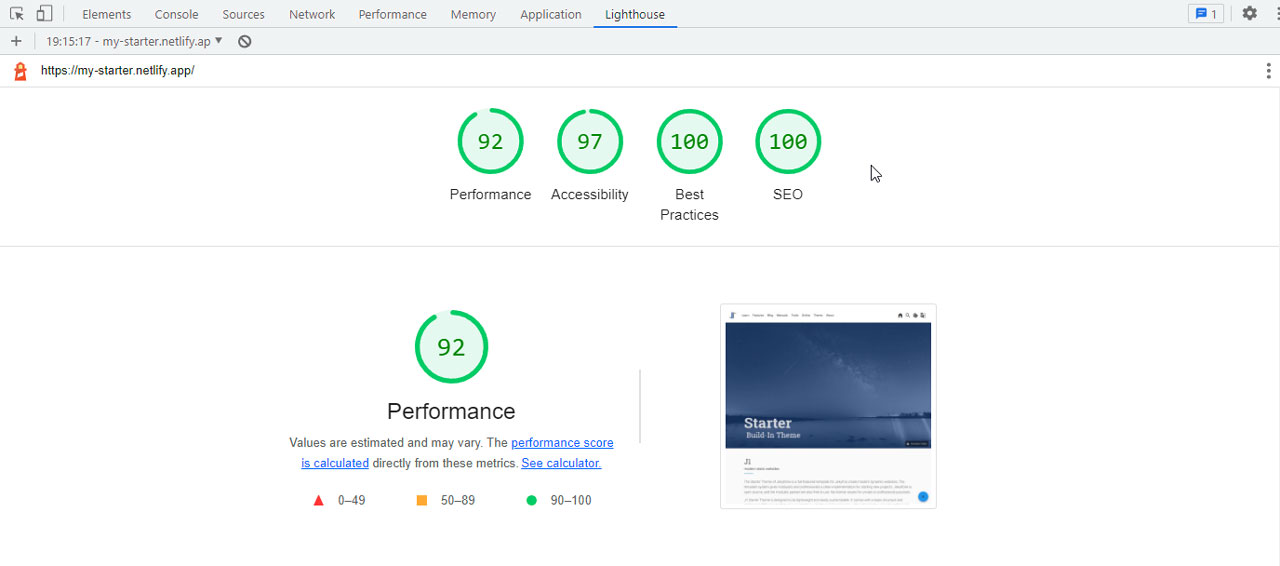 Elements Console Sources Network Performance Memory Application Lighthouse 1
19:15:17 - my-starter.netlify.ap
https://my-starter.netlify.app/
92 97 100 100
Performance Accessibility Best Practices SEO
92
Performance
Values are estimated and may vary. The performance score
is calculated directly from these metrics. See calculator.
0–49 50–89 90–100
Starter
Build-In Theme
J1